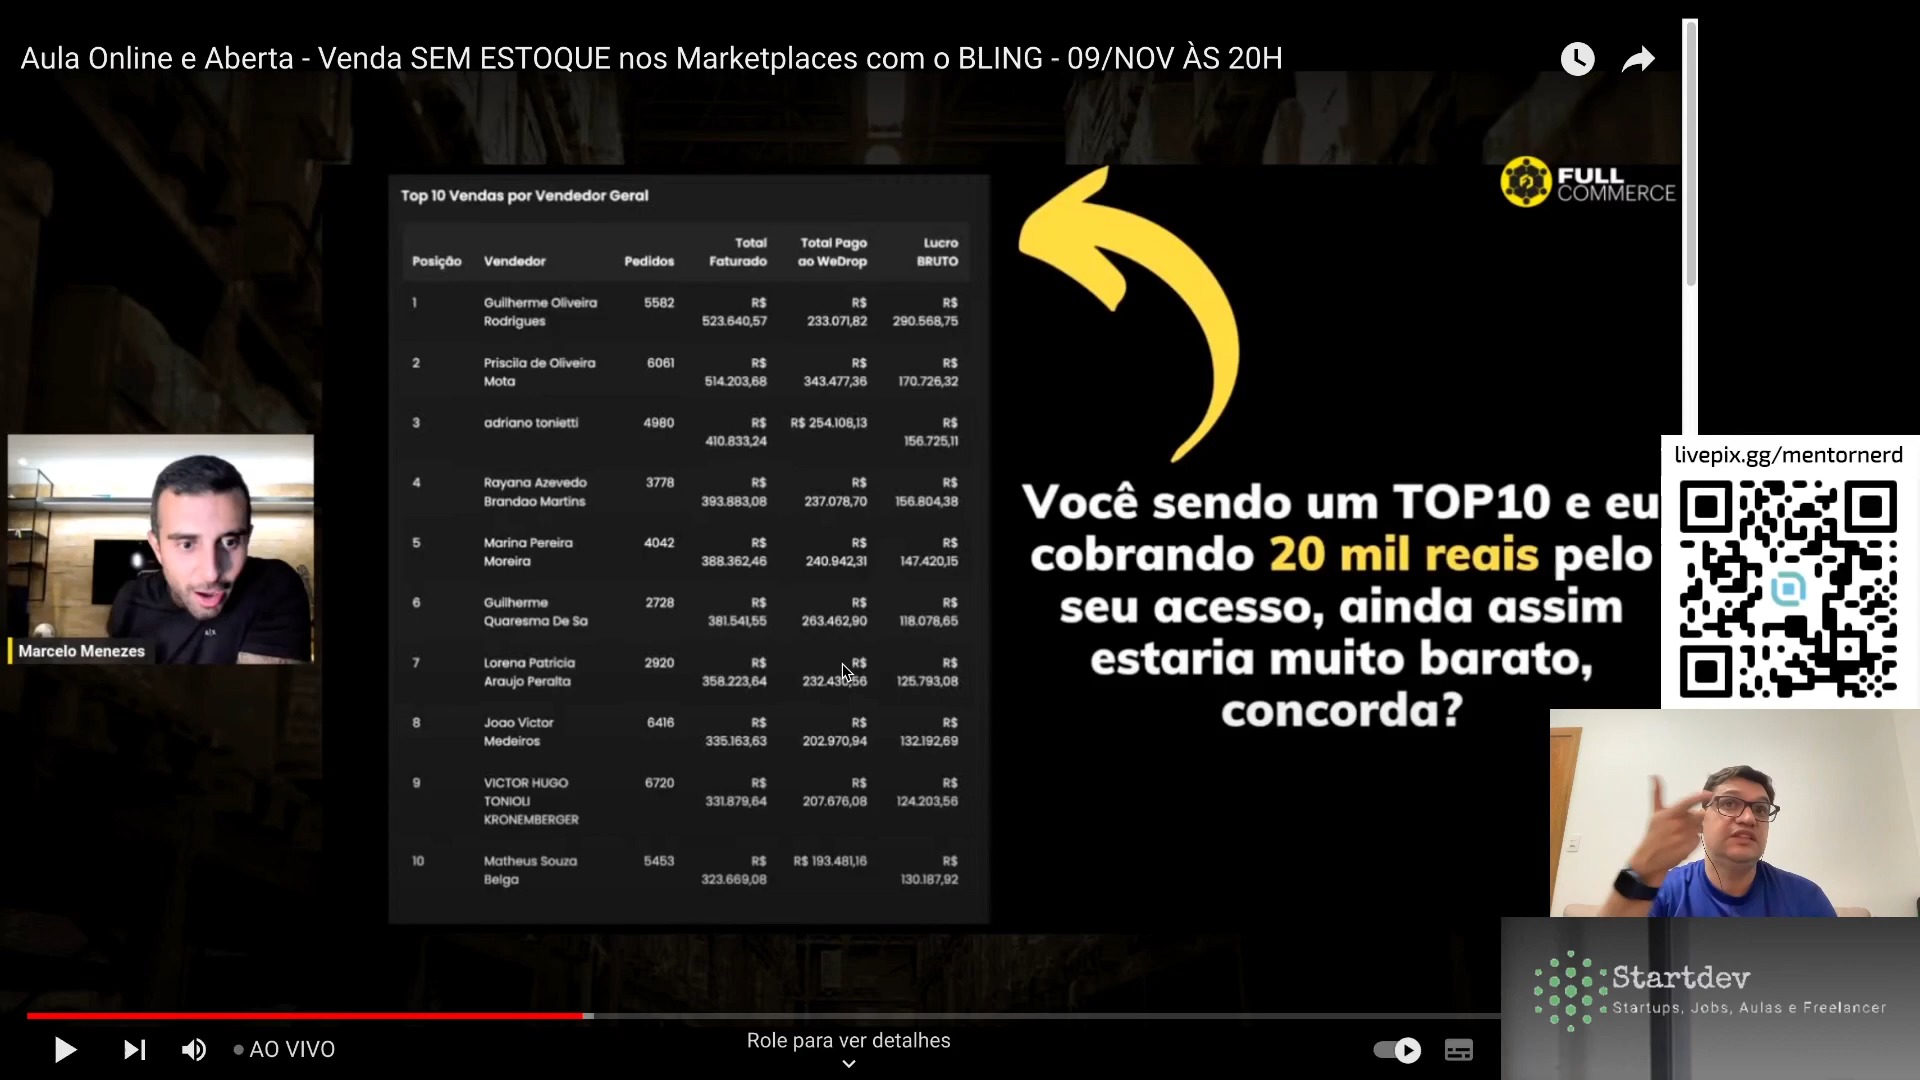 Aula Online e Aberta - Venda SEM ESTOQUE nos Marketplaces com o BLING - 09/NOV ÀS 20H
FULL
COMMERCE
Top 10 Vendas por Vendedor Geral
Posição Vendedor Pedidos Total Faturado Total Pago ao WeDrop Lucro BRUTO
1 Guilherme Oliveira Rodrigues 5582 R$ 523.640,57 R$ 233.071,82 R$ 290.568,75
2 Priscila de Oliveira Mota 6061 R$ 514.203,68 R$ 343.477,36 R$ 170.726,32
3 adriano tonietti 4980 R$ 410.833,24 R$ 254.108,13 R$ 156.725,11
4 Rayana Azevedo Brandao Martins 3778 R$ 393.883,08 R$ 237.078,70 R$ 156.804,38
5 Marina Pereira Moreira 4042 R$ 388.362,46 R$ 240.942,31 R$ 147.420,15
6 Guilherme Quaresma De Sa 2728 R$ 381.541,55 R$ 263.462,90 R$ 118.078,65
7 Lorena Patricia Araujo Peralta 2920 R$ 358.223,64 R$ 232.430,56 R$ 125.793,08
8 Joao Victor Medeiros 6416 R$ 335.163,63 R$ 202.970,94 R$ 132.192,69
9 VICTOR HUGO TONIOLI KRONEMBERGER 6720 R$ 331.879,64 R$ 207.676,08 R$ 124.203,56
10 Matheus Souza Belga 5453 R$ 323.669,08 R$ 193.481,16 R$ 130.187,92
Você sendo um TOP10 e eu
cobrando 20 mil reais pelo
seu acesso, ainda assim
estaria muito barato,
concorda?
Marcelo Menezes
livepix.gg/mentornerd
Startdev
Startups, Jobs, Aulas e Freelancer
AO VIVO
Role para ver detalhes